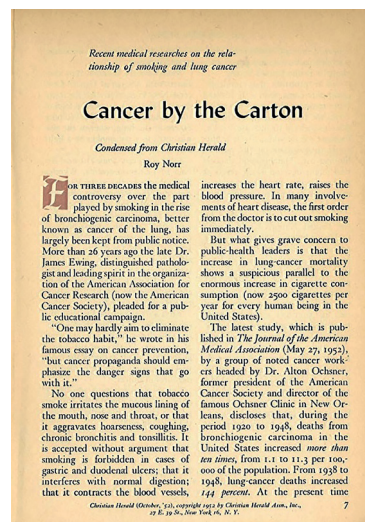 Recent medical researches on the rela-
tionship of smoking and lung cancer
Cancer by the Carton
Condensed from Christian Herald
Roy Norr
FOR THREE DECADES the medical
controversy over the part
played by smoking in the rise
of bronchiogenic carcinoma, better
known as cancer of the lung, has
largely been kept from public notice.
More than 26 years ago the late Dr.
James Ewing, distinguished patholo-
gist and leading spirit in the organiza-
tion of the American Association for
Cancer Research (now the American
Cancer Society), pleaded for a pub-
lic educational campaign.
"One may hardly aim to eliminate
the tobacco habit," he wrote in his
famous essay on cancer prevention,
"but cancer propaganda should em-
phasize the danger signs that go
with it."
No one questions that tobacco
smoke irritates the mucous lining of
the mouth, nose and throat, or that
it aggravates hoarseness, coughing,
chronic bronchitis and tonsillitis. It
is accepted without argument that
smoking is forbidden in cases of
gastric and duodenal ulcers; that it
interferes with normal digestion;
that it contracts the blood vessels,
increases the heart rate, raises the
blood pressure. In many involve-
ments of heart disease, the first order
from the doctor is to cut out smoking
immediately.
But what gives grave concern to
public-health leaders is that the
increase in lung-cancer mortality
shows a suspicious parallel to the
enormous increase in cigarette con-
sumption (now 2500 cigarettes per
year for every human being in the
United States).
The latest study, which is pub-
lished in The Journal of the American
Medical Association (May 27, 1952),
by a group of noted cancer work-
ers headed by Dr. Alton Ochsner,
former president of the American
Cancer Society and director of the
famous Ochsner Clinic in New Or-
leans, discloses that, during the
period 1920 to 1948, deaths from
bronchiogenic carcinoma in the
United States increased more than
ten times, from 1.1 to 11.3 per 100,-
000 of the population. From 1938 to
1948, lung-cancer deaths increased
144 percent. At the present time
Christian Herald (October, '52), copyright 1952 by Christian Herald Assn., Inc.,
27 E. 39 St., New York 16, N. Y.
7